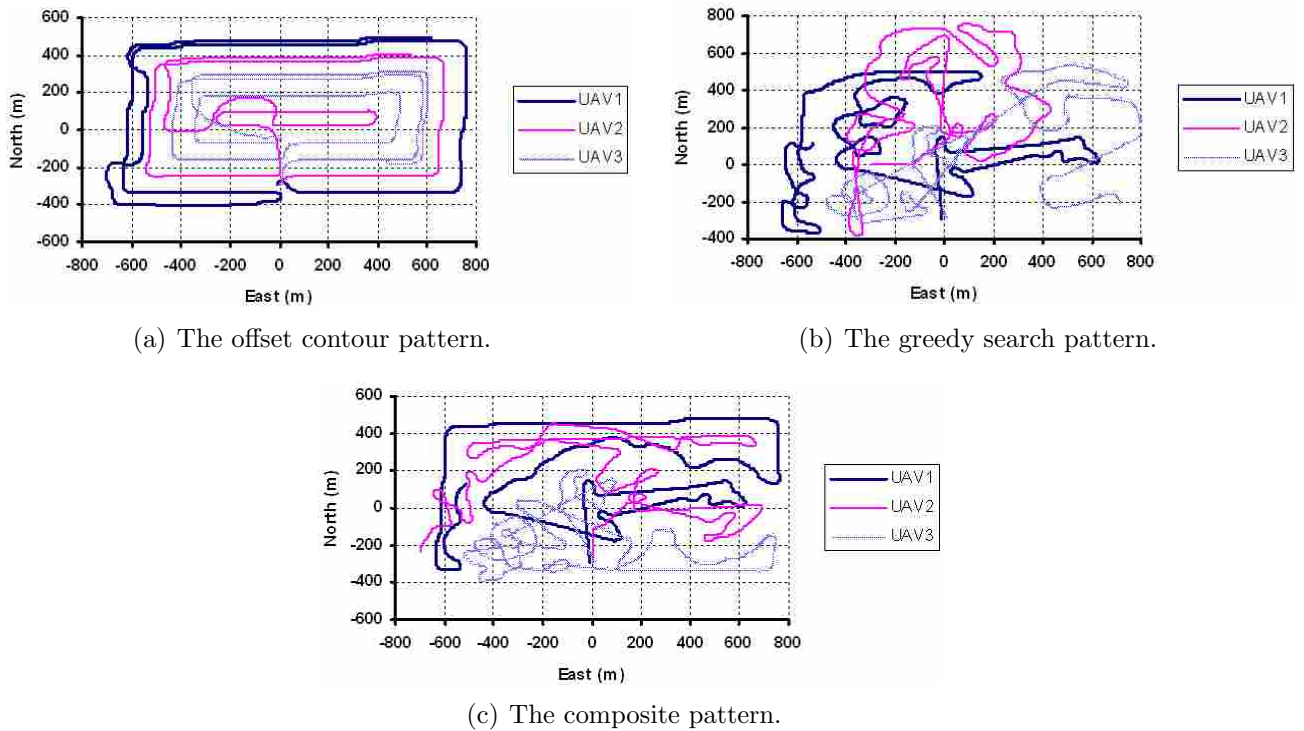 600
400
200
0
-200
-400
-600
North (m)
-800 -600 -400 -200 0 200 400 600 800
East (m)
UAV1
UAV2
UAV3
(a) The offset contour pattern.
800
600
400
200
0
-200
-400
North (m)
-800 -600 -400 -200 0 200 400 600 800
East (m)
UAV1
UAV2
UAV3
(b) The greedy search pattern.
600
400
200
0
-200
-400
-600
North (m)
-800 -600 -400 -200 0 200 400 600 800
East (m)
UAV1
UAV2
UAV3
(c) The composite pattern.